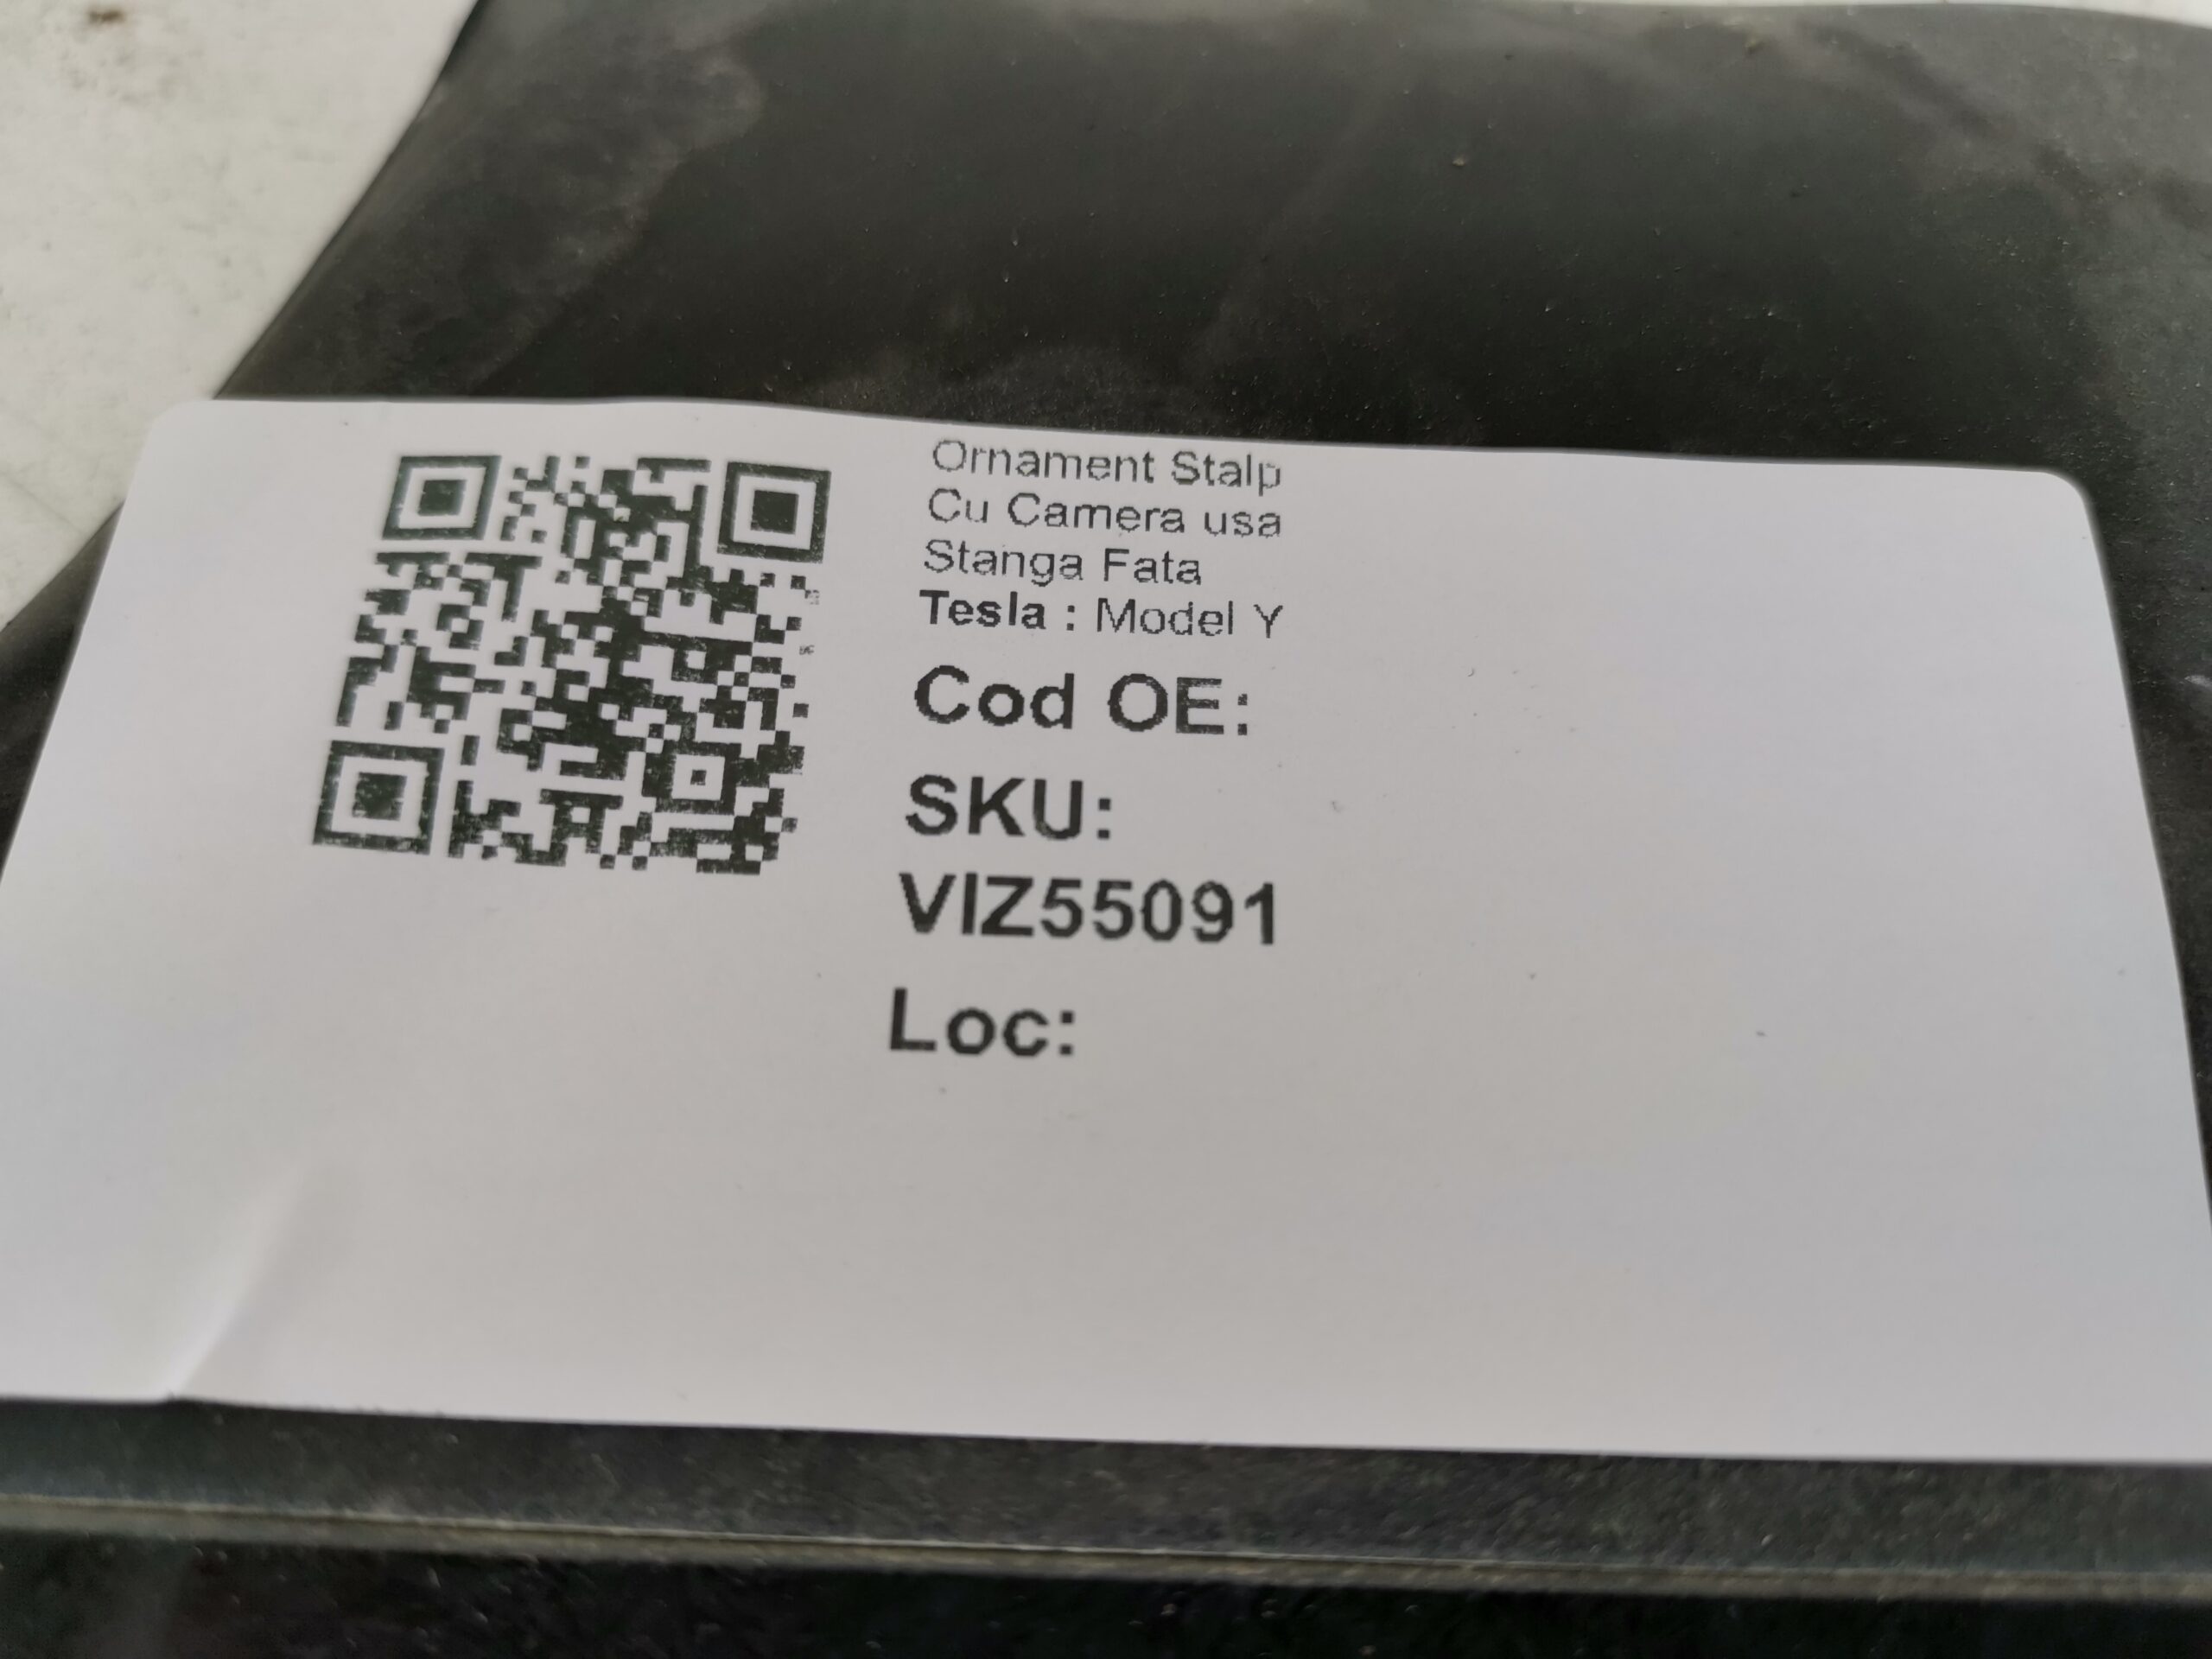 Ornament Stalp
Cu Camera usa
Stanga Fata
Tesla : Model Y
Cod OE:
SKU:
VIZ55091
Loc: